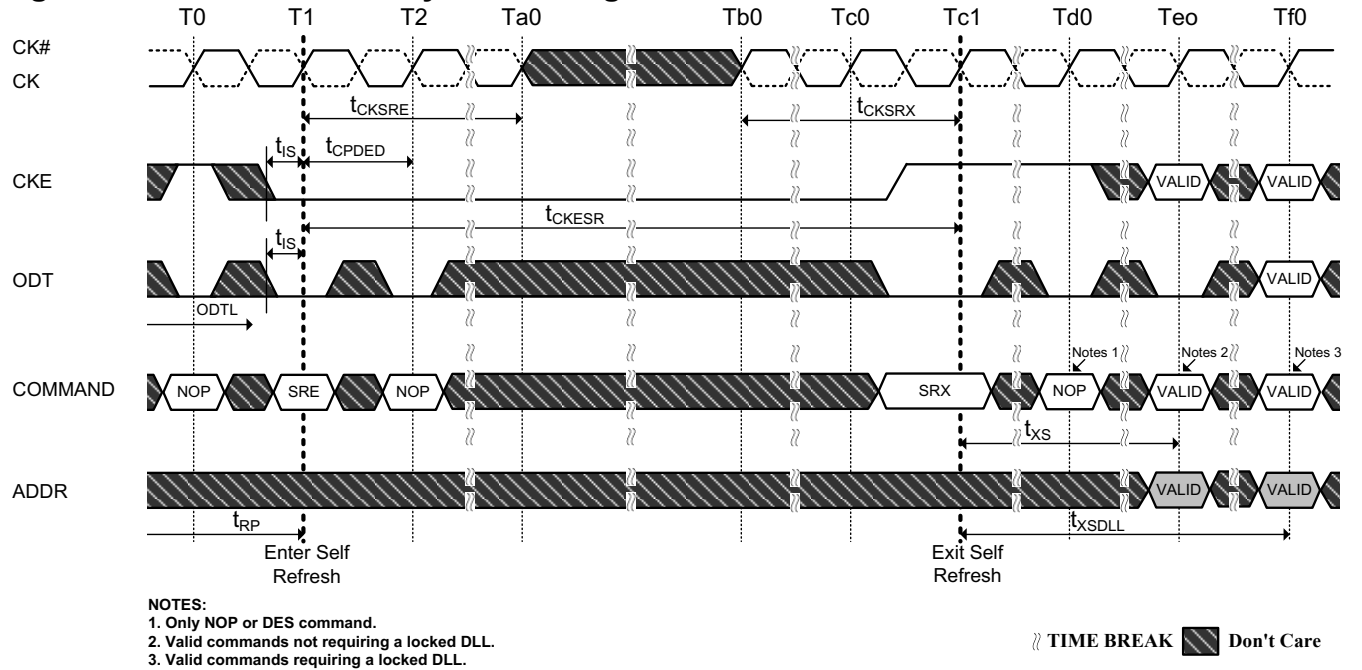 T0 T1 T2 Ta0 Tb0 Tc0 Tc1 Td0 Teo Tf0
CK#
CK
tCKSRE tCKSRX
tIS tCPDED
CKE VALID VALID
tCKESR
tIS
ODT VALID
ODTL
Notes 1 Notes 2 Notes 3
COMMAND NOP SRE NOP SRX NOP VALID VALID
tXS
ADDR VALID VALID
tRP tXSDLL
Enter Self Refresh
Exit Self Refresh
NOTES:
1. Only NOP or DES command.
2. Valid commands not requiring a locked DLL.
3. Valid commands requiring a locked DLL.
TIME BREAK Don't Care